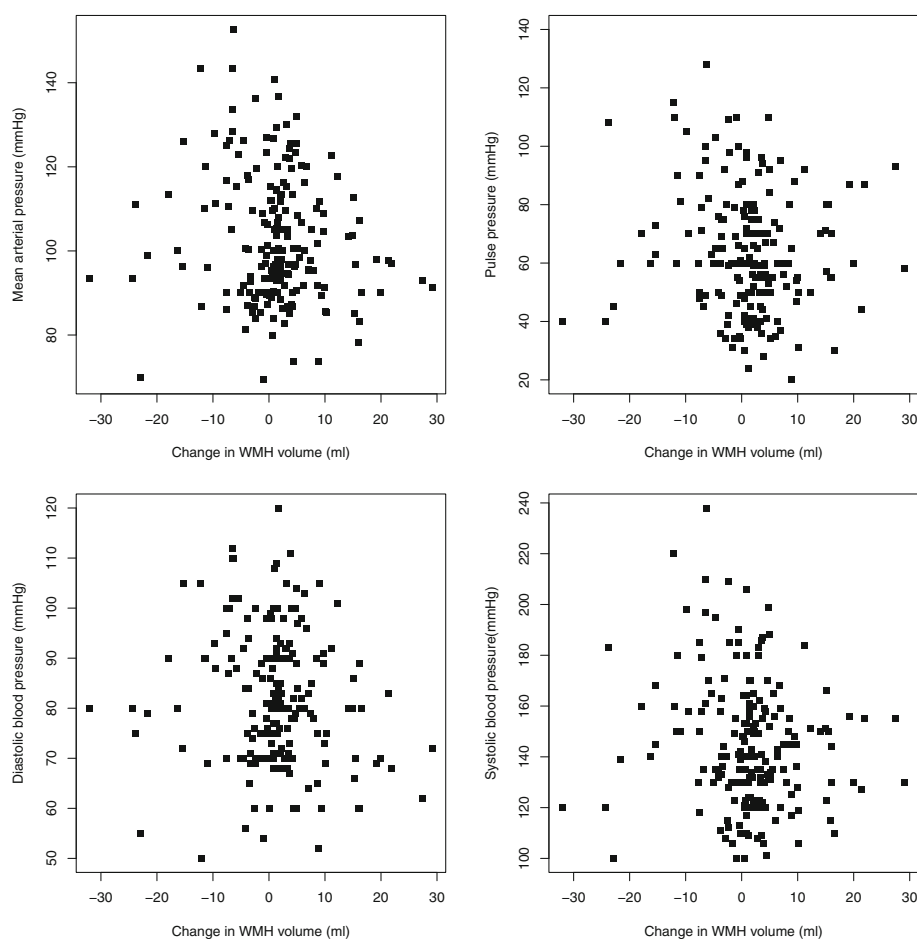 Mean arterial pressure (mmHg)
140
120
100
80
−30 −20 −10 0 10 20 30
Change in WMH volume (ml)
Pulse pressure (mmHg)
140
120
100
80
60
40
20
−30 −20 −10 0 10 20 30
Change in WMH volume (ml)
Diastolic blood pressure (mmHg)
120
110
100
90
80
70
60
50
−30 −20 −10 0 10 20 30
Change in WMH volume (ml)
Systolic blood pressure(mmHg)
240
220
200
180
160
140
120
100
−30 −20 −10 0 10 20 30
Change in WMH volume (ml)